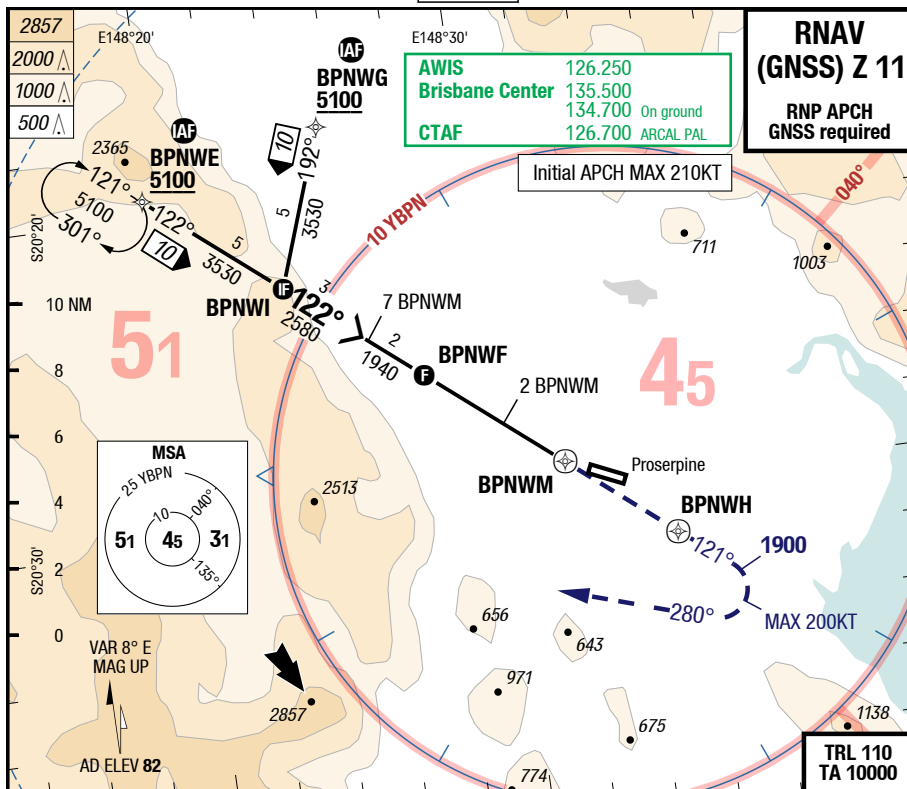 2857
2000
1000
500
E148°20'
E148°30'
RNAV
(GNSS) Z 11
RNP APCH
GNSS required
AWIS 126.250
Brisbane Center 135.500
134.700 On ground
CTAF 126.700 ARCAL PAL
Initial APCH MAX 210KT
IAF
BPNWG
5100
10
192°
5
3530
IAF
BPNWE
5100
2365
121°
5100
301°
122°
5
3530
10
S20°20'
10 YBPN
040°
711
1003
IF
BPNWI
122°
3
2580
7 BPNWM
2
1940
F
BPNWF
2 BPNWM
10 NM
8
6
4
2
0
51
45
MSA
25 YBPN
10
040°
51
45
31
135°
2513
Proserpine
BPNWM
BPNWH
121°
1900
280°
MAX 200KT
S20°30'
656
643
971
675
774
1138
2857
VAR 8° E
MAG UP
AD ELEV 82
TRL 110
TA 10000